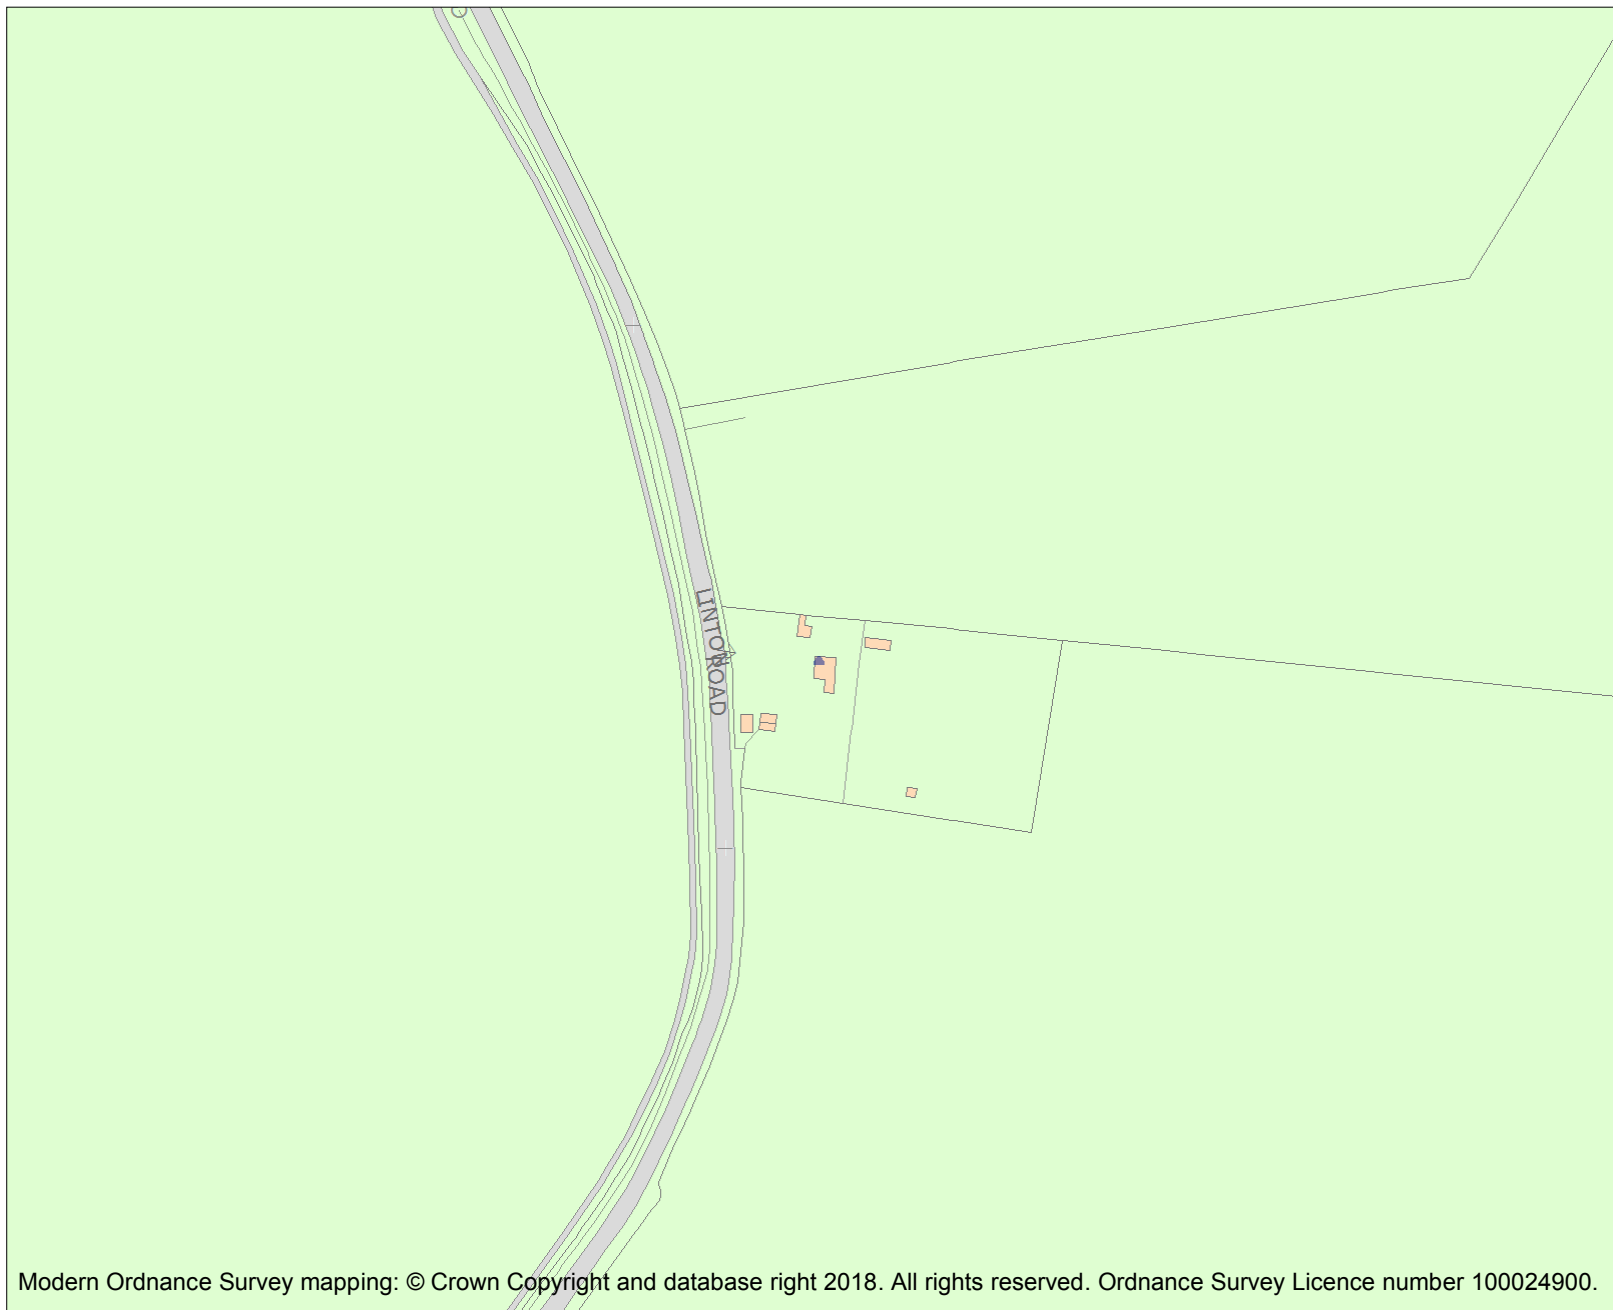 LINTON
ROAD
Modern Ordnance Survey mapping: © Crown Copyright and database right 2018. All rights reserved. Ordnance Survey Licence number 100024900.